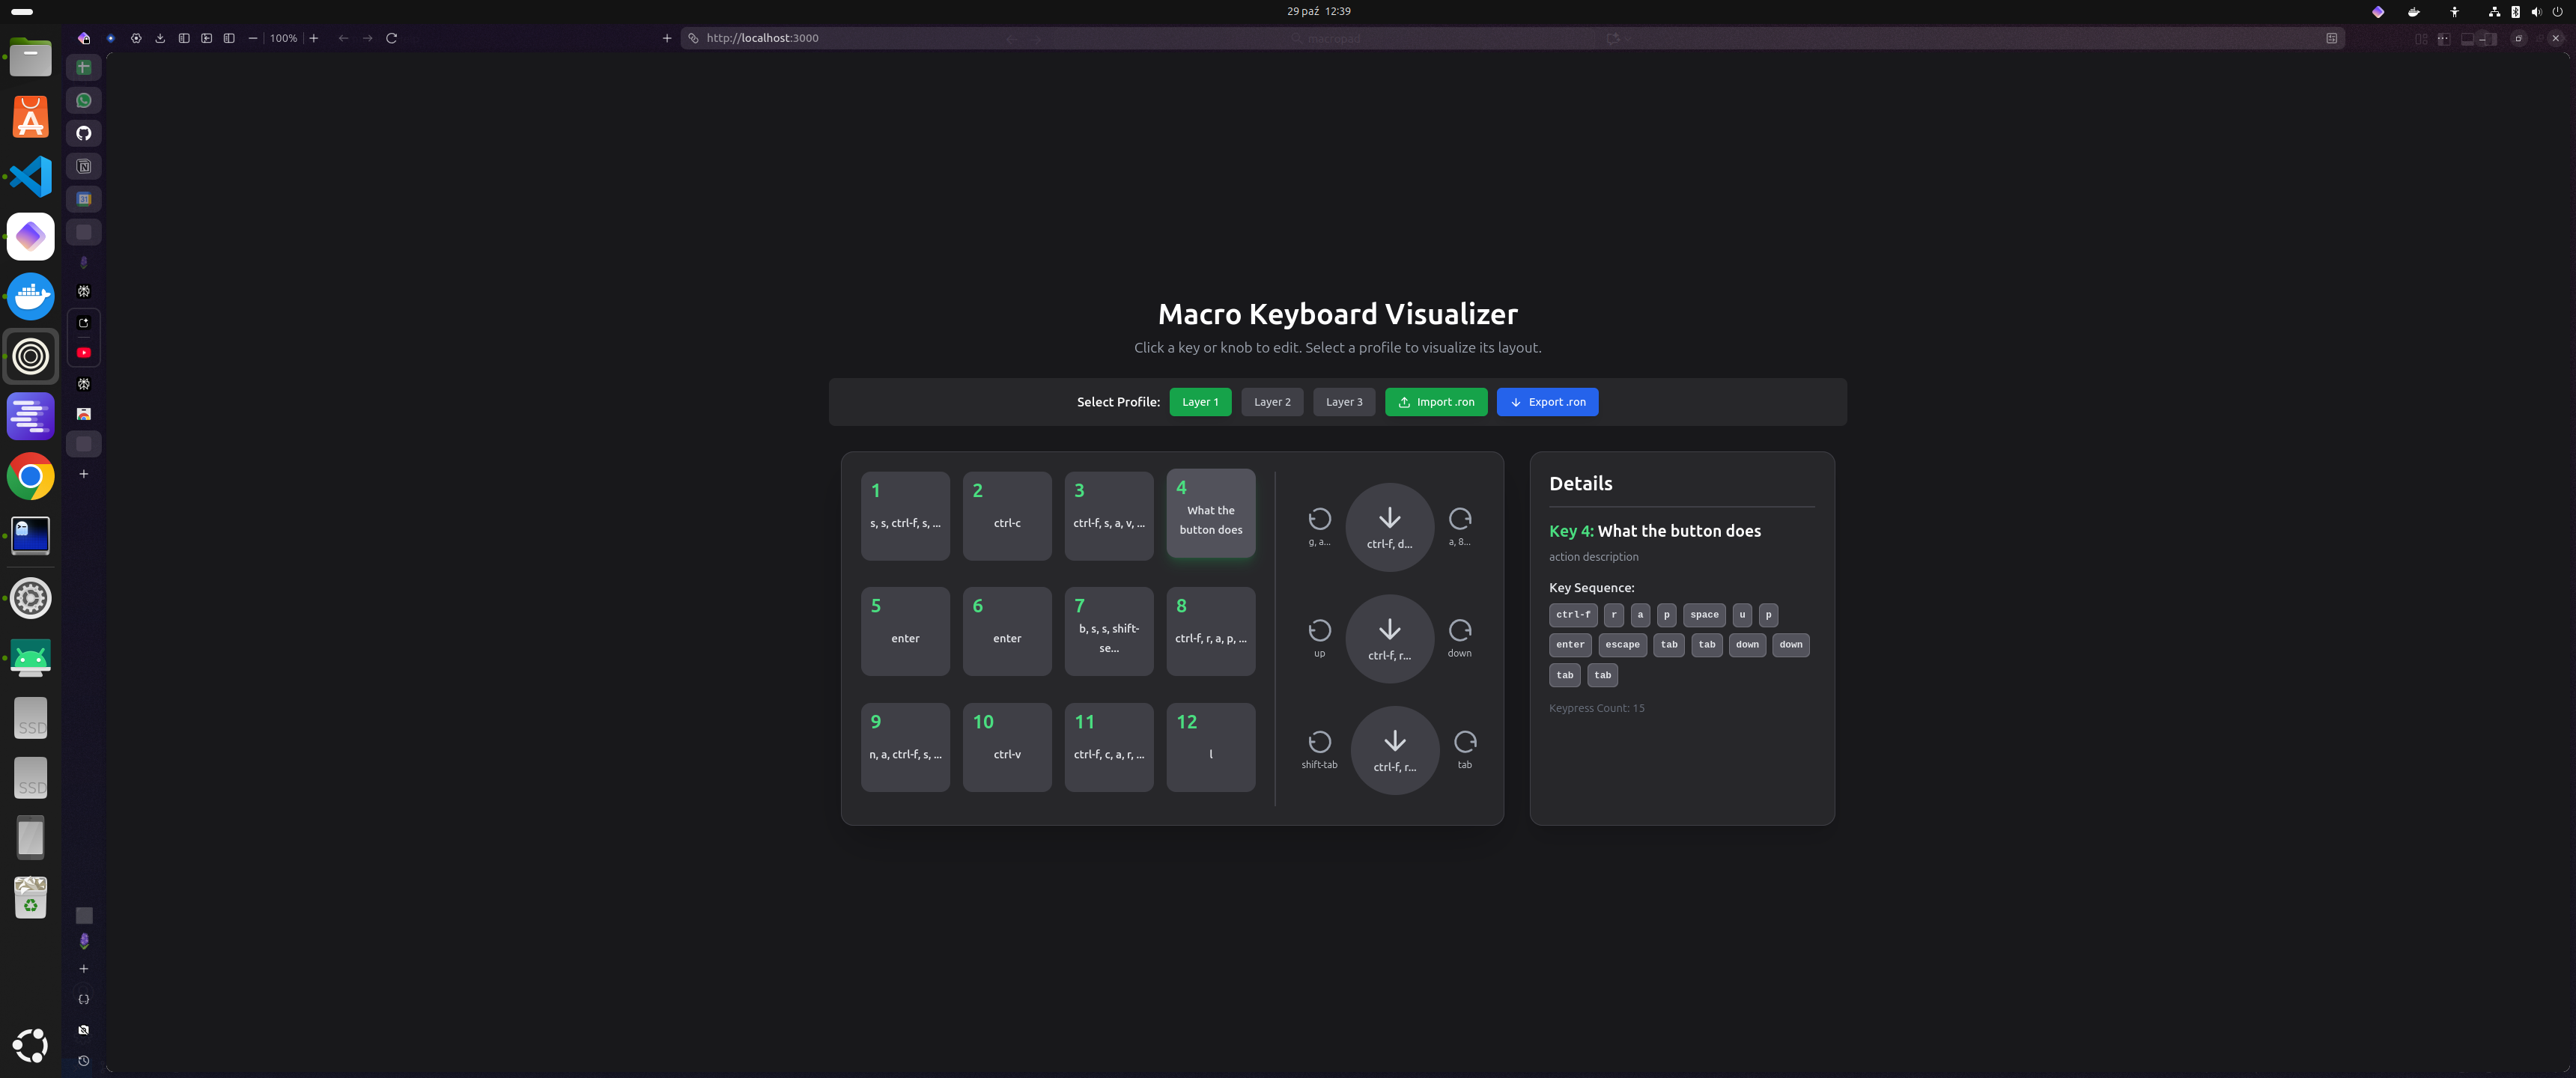 29 paź 12:39
100%
http://localhost:3000
macropad
Macro Keyboard Visualizer
Click a key or knob to edit. Select a profile to visualize its layout.
Select Profile:
Layer 1
Layer 2
Layer 3
Import .ron
Export .ron
1
s, s, ctrl-f, s, ...
2
ctrl-c
3
ctrl-f, s, a, v, ...
4
What the
button does
g, a...
ctrl-f, d...
a, 8...
5
enter
6
enter
7
b, s, s, shift-
se...
8
ctrl-f, r, a, p, ...
up
ctrl-f, r...
down
9
n, a, ctrl-f, s, ...
10
ctrl-v
11
ctrl-f, c, a, r, ...
12
l
shift-tab
ctrl-f, r...
tab
Details
Key 4: What the button does
action description
Key Sequence:
ctrl-f r a p space u p
enter escape tab tab down down
tab tab
Keypress Count: 15
SSD
SSD